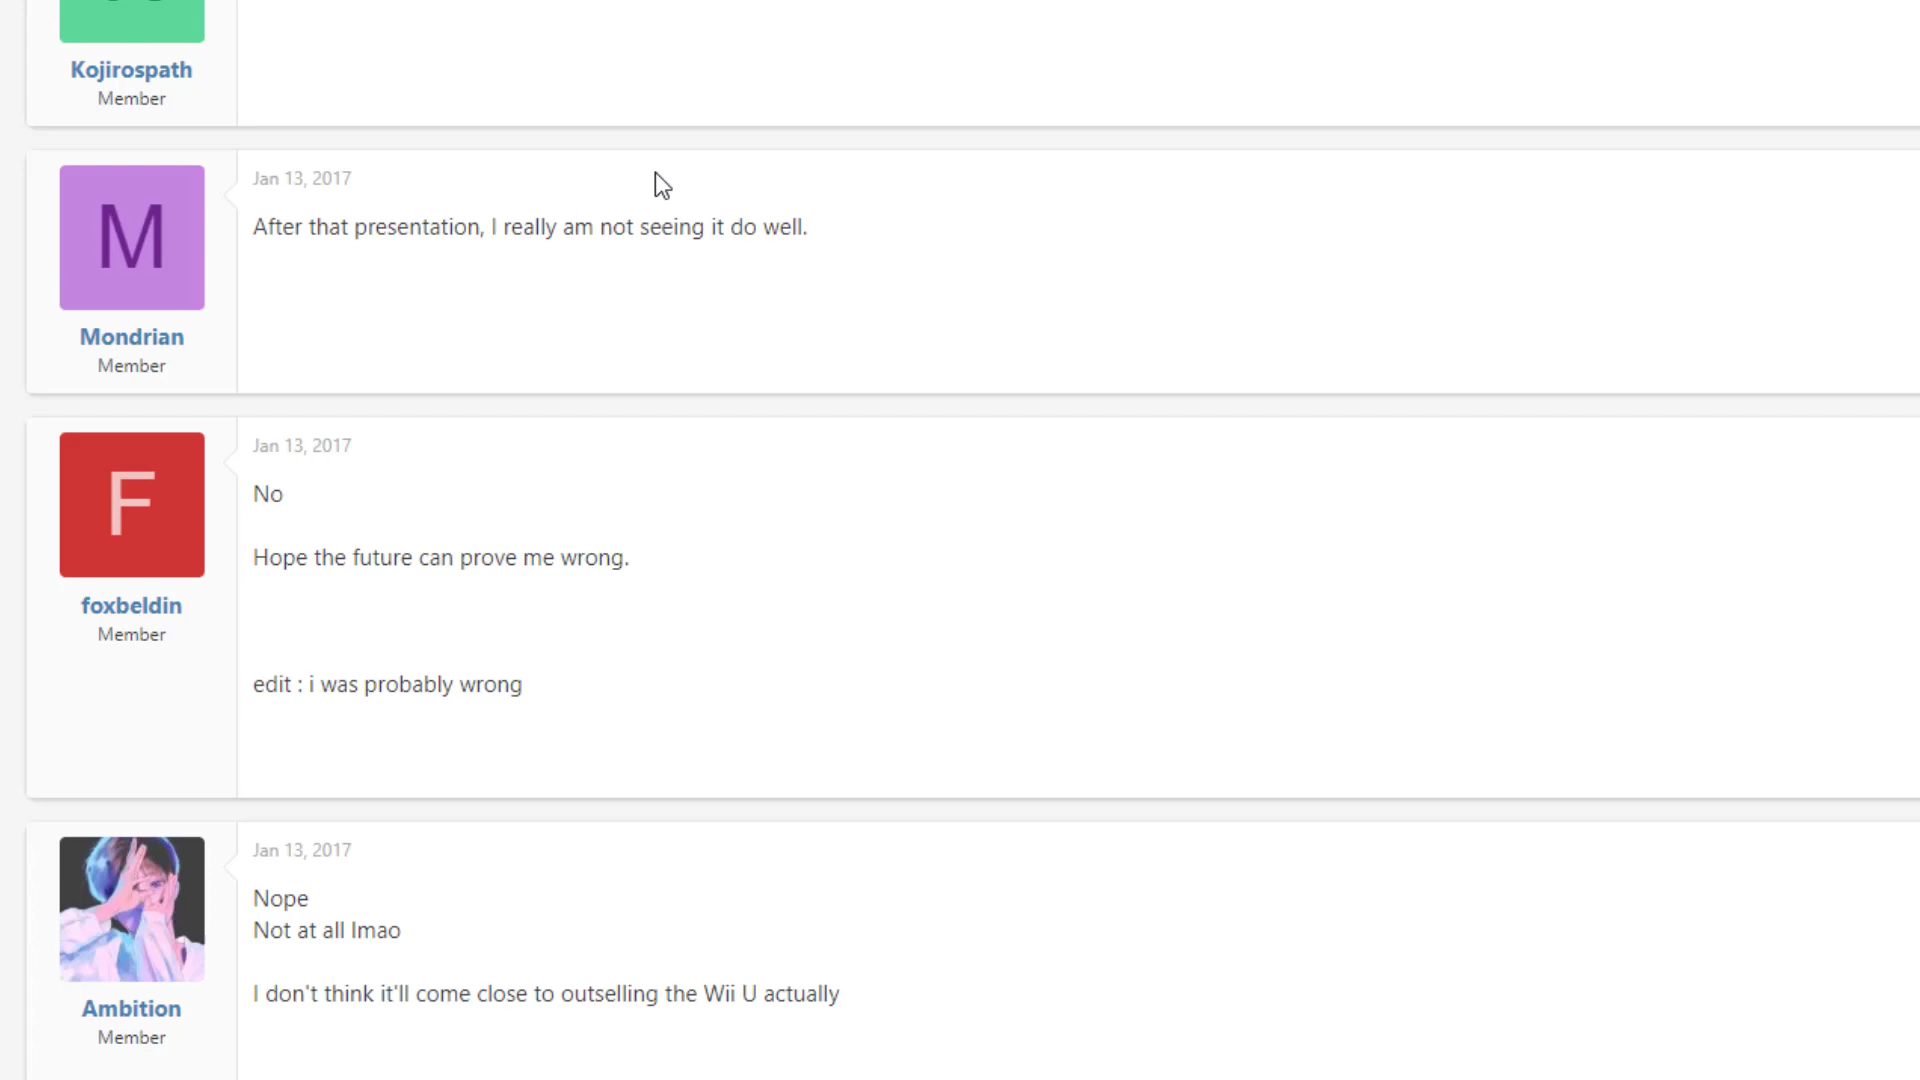 Kojirospath
Member
Jan 13, 2017
After that presentation, I really am not seeing it do well.
M
Mondrian
Member
Jan 13, 2017
No
Hope the future can prove me wrong.
edit : i was probably wrong
F
foxbeldin
Member
Jan 13, 2017
Nope
Not at all lmao
I don't think it'll come close to outselling the Wii U actually
Ambition
Member